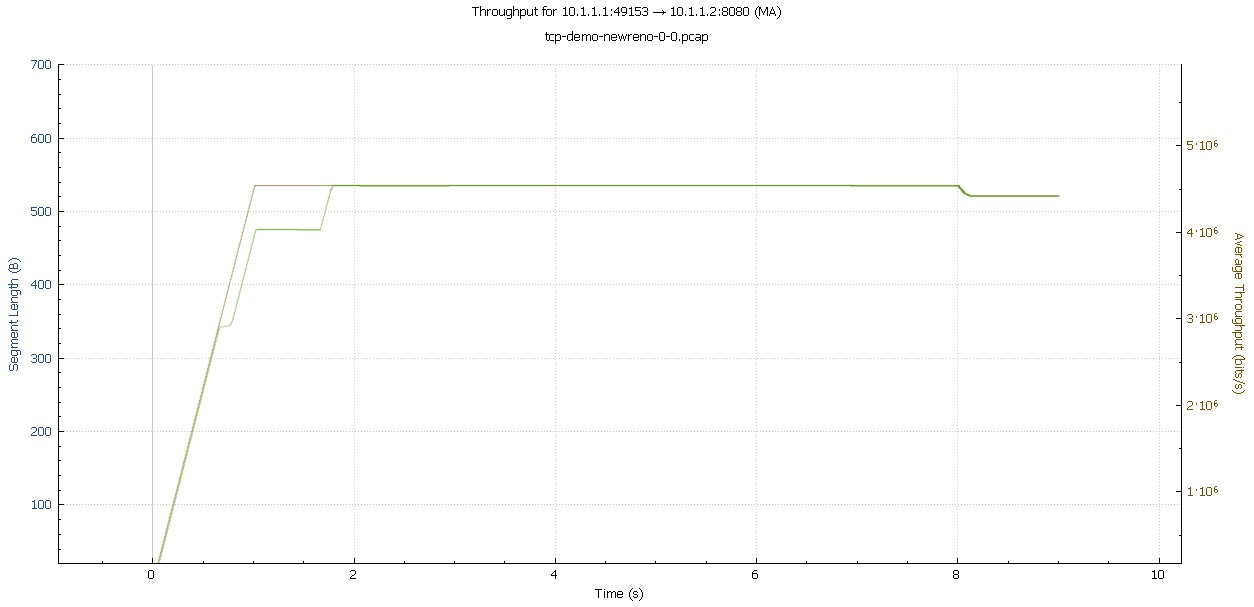 Throughput for 10.1.1.1:49153 → 10.1.1.2:8080 (MA)
tcp-demo-newreno-0-0.pcap
700
600
500
400
300
200
100
Segment Length (B)
5·10⁶
4·10⁶
3·10⁶
2·10⁶
1·10⁶
Average Throughput (bits/s)
0 2 4 6 8 10
Time (s)